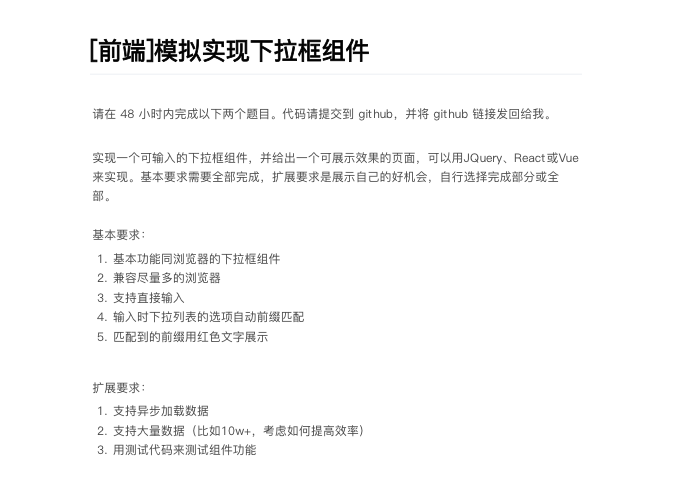 [前端]模拟实现下拉框组件
请在 48 小时内完成以下两个题目。代码请提交到 github，并将 github 链接发回给我。
实现一个可输入的下拉框组件，并给出一个可展示效果的页面，可以用JQuery、React或Vue
来实现。基本要求需要全部完成，扩展要求是展示自己的好机会，自行选择完成部分或全
部。
基本要求：
1. 基本功能同浏览器的下拉框组件
2. 兼容尽量多的浏览器
3. 支持直接输入
4. 输入时下拉列表的选项自动前缀匹配
5. 匹配到的前缀用红色文字展示
扩展要求：
1. 支持异步加载数据
2. 支持大量数据（比如10w+，考虑如何提高效率）
3. 用测试代码来测试组件功能